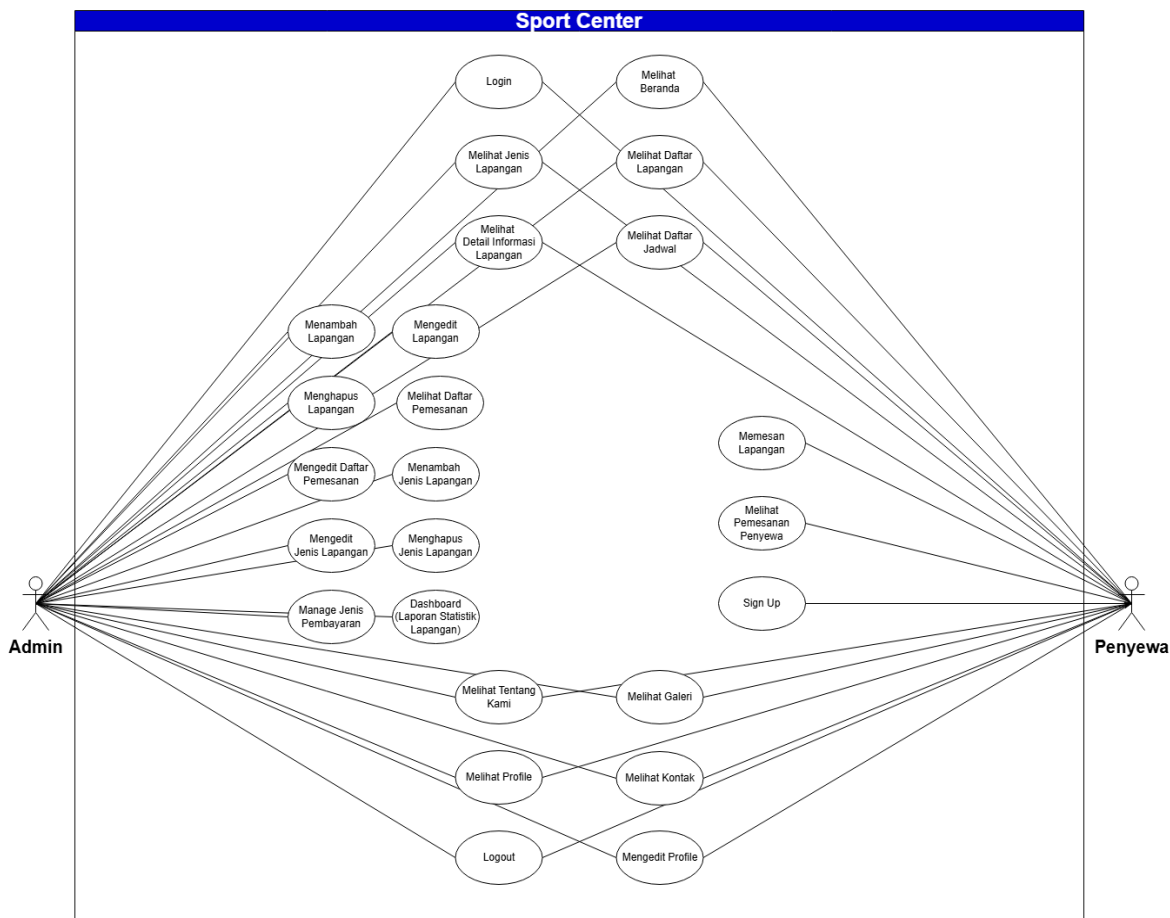 Sport Center
Login
Melihat
Beranda
Melihat Jenis
Lapangan
Melihat Daftar
Lapangan
Melihat
Detail Informasi
Lapangan
Melihat Daftar
Jadwal
Menambah
Lapangan
Mengedit
Lapangan
Menghapus
Lapangan
Melihat Daftar
Pemesanan
Memesan
Lapangan
Mengedit Daftar
Pemesanan
Menambah
Jenis Lapangan
Melihat
Pemesanan
Penyewa
Mengedit
Jenis Lapangan
Menghapus
Jenis Lapangan
Manage Jenis
Pembayaran
Dashboard
(Laporan Statistik
Lapangan)
Sign Up
Admin
Penyewa
Melihat Tentang
Kami
Melihat Galeri
Melihat Profile
Melihat Kontak
Logout
Mengedit Profile